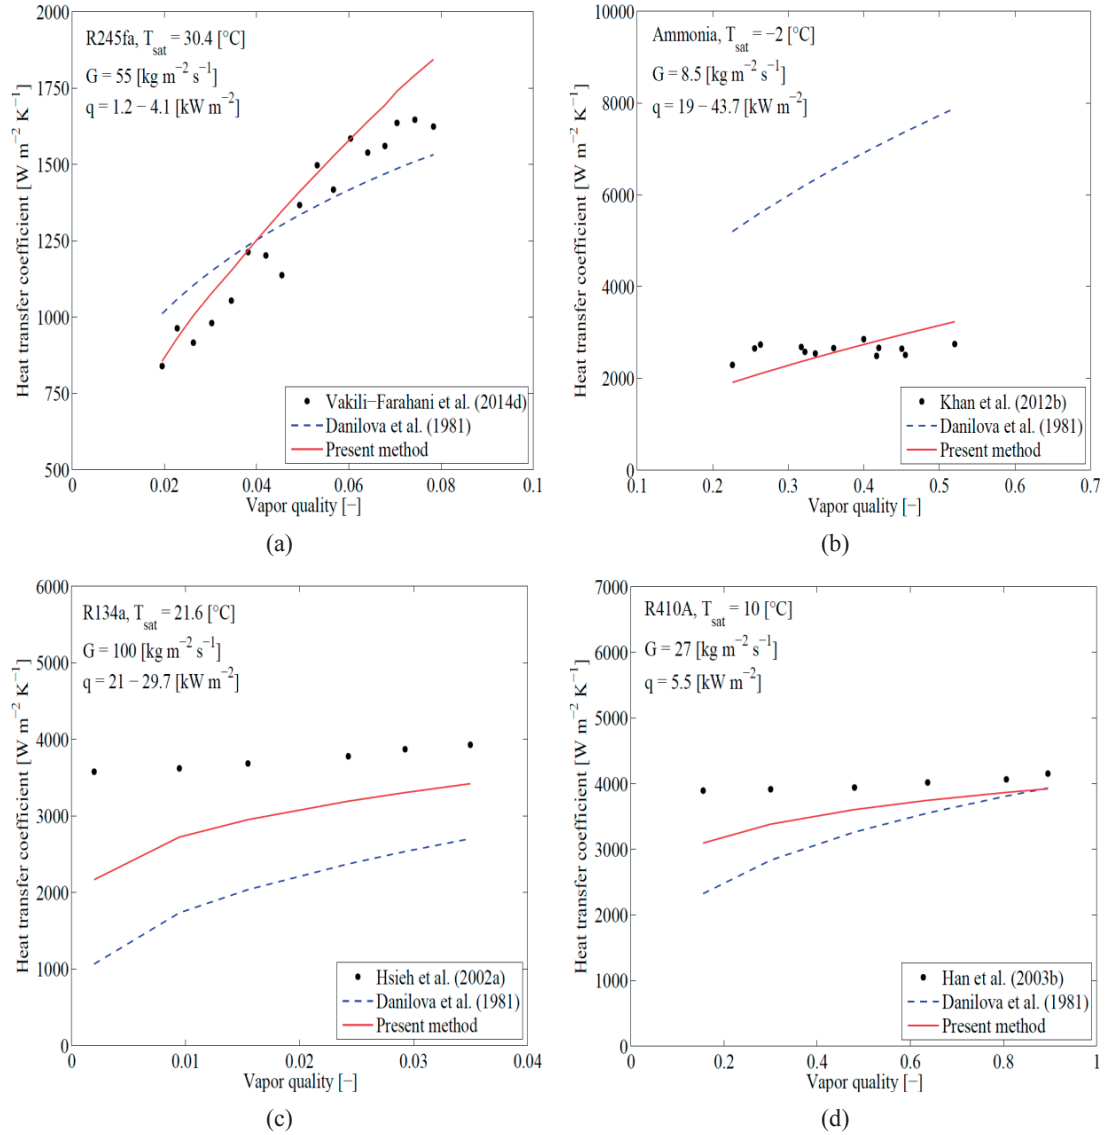 2000
1750
1500
1250
1000
750
500
0
0.02
0.04
0.06
0.08
0.1
Heat transfer coefficient [W m⁻² K⁻¹]
Vapor quality [−]
R245fa, T_sat = 30.4 [°C]
G = 55 [kg m⁻² s⁻¹]
q = 1.2 − 4.1 [kW m⁻²]
Vakili−Farahani et al. (2014d)
Danilova et al. (1981)
Present method
(a)
10000
8000
6000
4000
2000
0
0.1
0.2
0.3
0.4
0.5
0.6
0.7
Heat transfer coefficient [W m⁻² K⁻¹]
Vapor quality [−]
Ammonia, T_sat = −2 [°C]
G = 8.5 [kg m⁻² s⁻¹]
q = 19 − 43.7 [kW m⁻²]
Khan et al. (2012b)
Danilova et al. (1981)
Present method
(b)
6000
5000
4000
3000
2000
1000
0
0
0.01
0.02
0.03
0.04
Heat transfer coefficient [W m⁻² K⁻¹]
Vapor quality [−]
R134a, T_sat = 21.6 [°C]
G = 100 [kg m⁻² s⁻¹]
q = 21 − 29.7 [kW m⁻²]
Hsieh et al. (2002a)
Danilova et al. (1981)
Present method
(c)
7000
6000
5000
4000
3000
2000
1000
0
0
0.2
0.4
0.6
0.8
1
Heat transfer coefficient [W m⁻² K⁻¹]
Vapor quality [−]
R410A, T_sat = 10 [°C]
G = 27 [kg m⁻² s⁻¹]
q = 5.5 [kW m⁻²]
Han et al. (2003b)
Danilova et al. (1981)
Present method
(d)